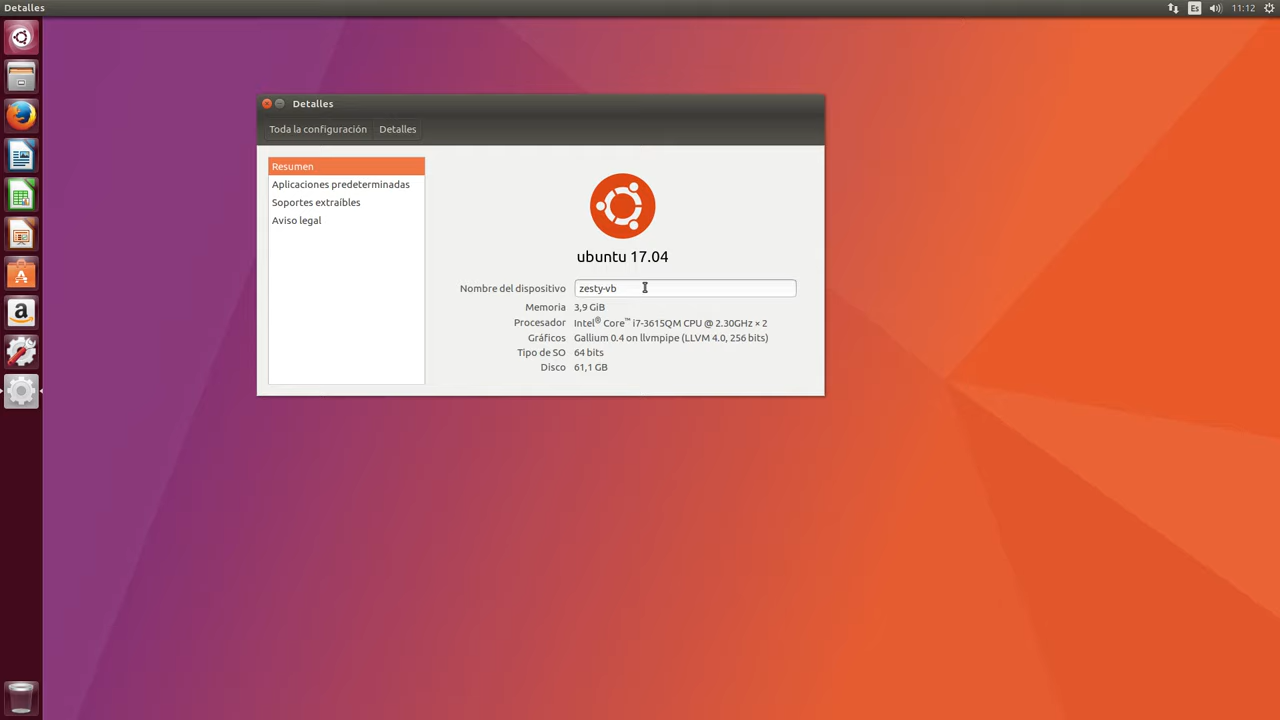 Detalles
Es
11:12
Detalles
Toda la configuración Detalles
Resumen
Aplicaciones predeterminadas
Soportes extraíbles
Aviso legal
ubuntu 17.04
Nombre del dispositivo zesty-vb
Memoria 3,9 GiB
Procesador Intel® Core™ i7-3615QM CPU @ 2.30GHz × 2
Gráficos Gallium 0.4 on llvmpipe (LLVM 4.0, 256 bits)
Tipo de SO 64 bits
Disco 61,1 GB